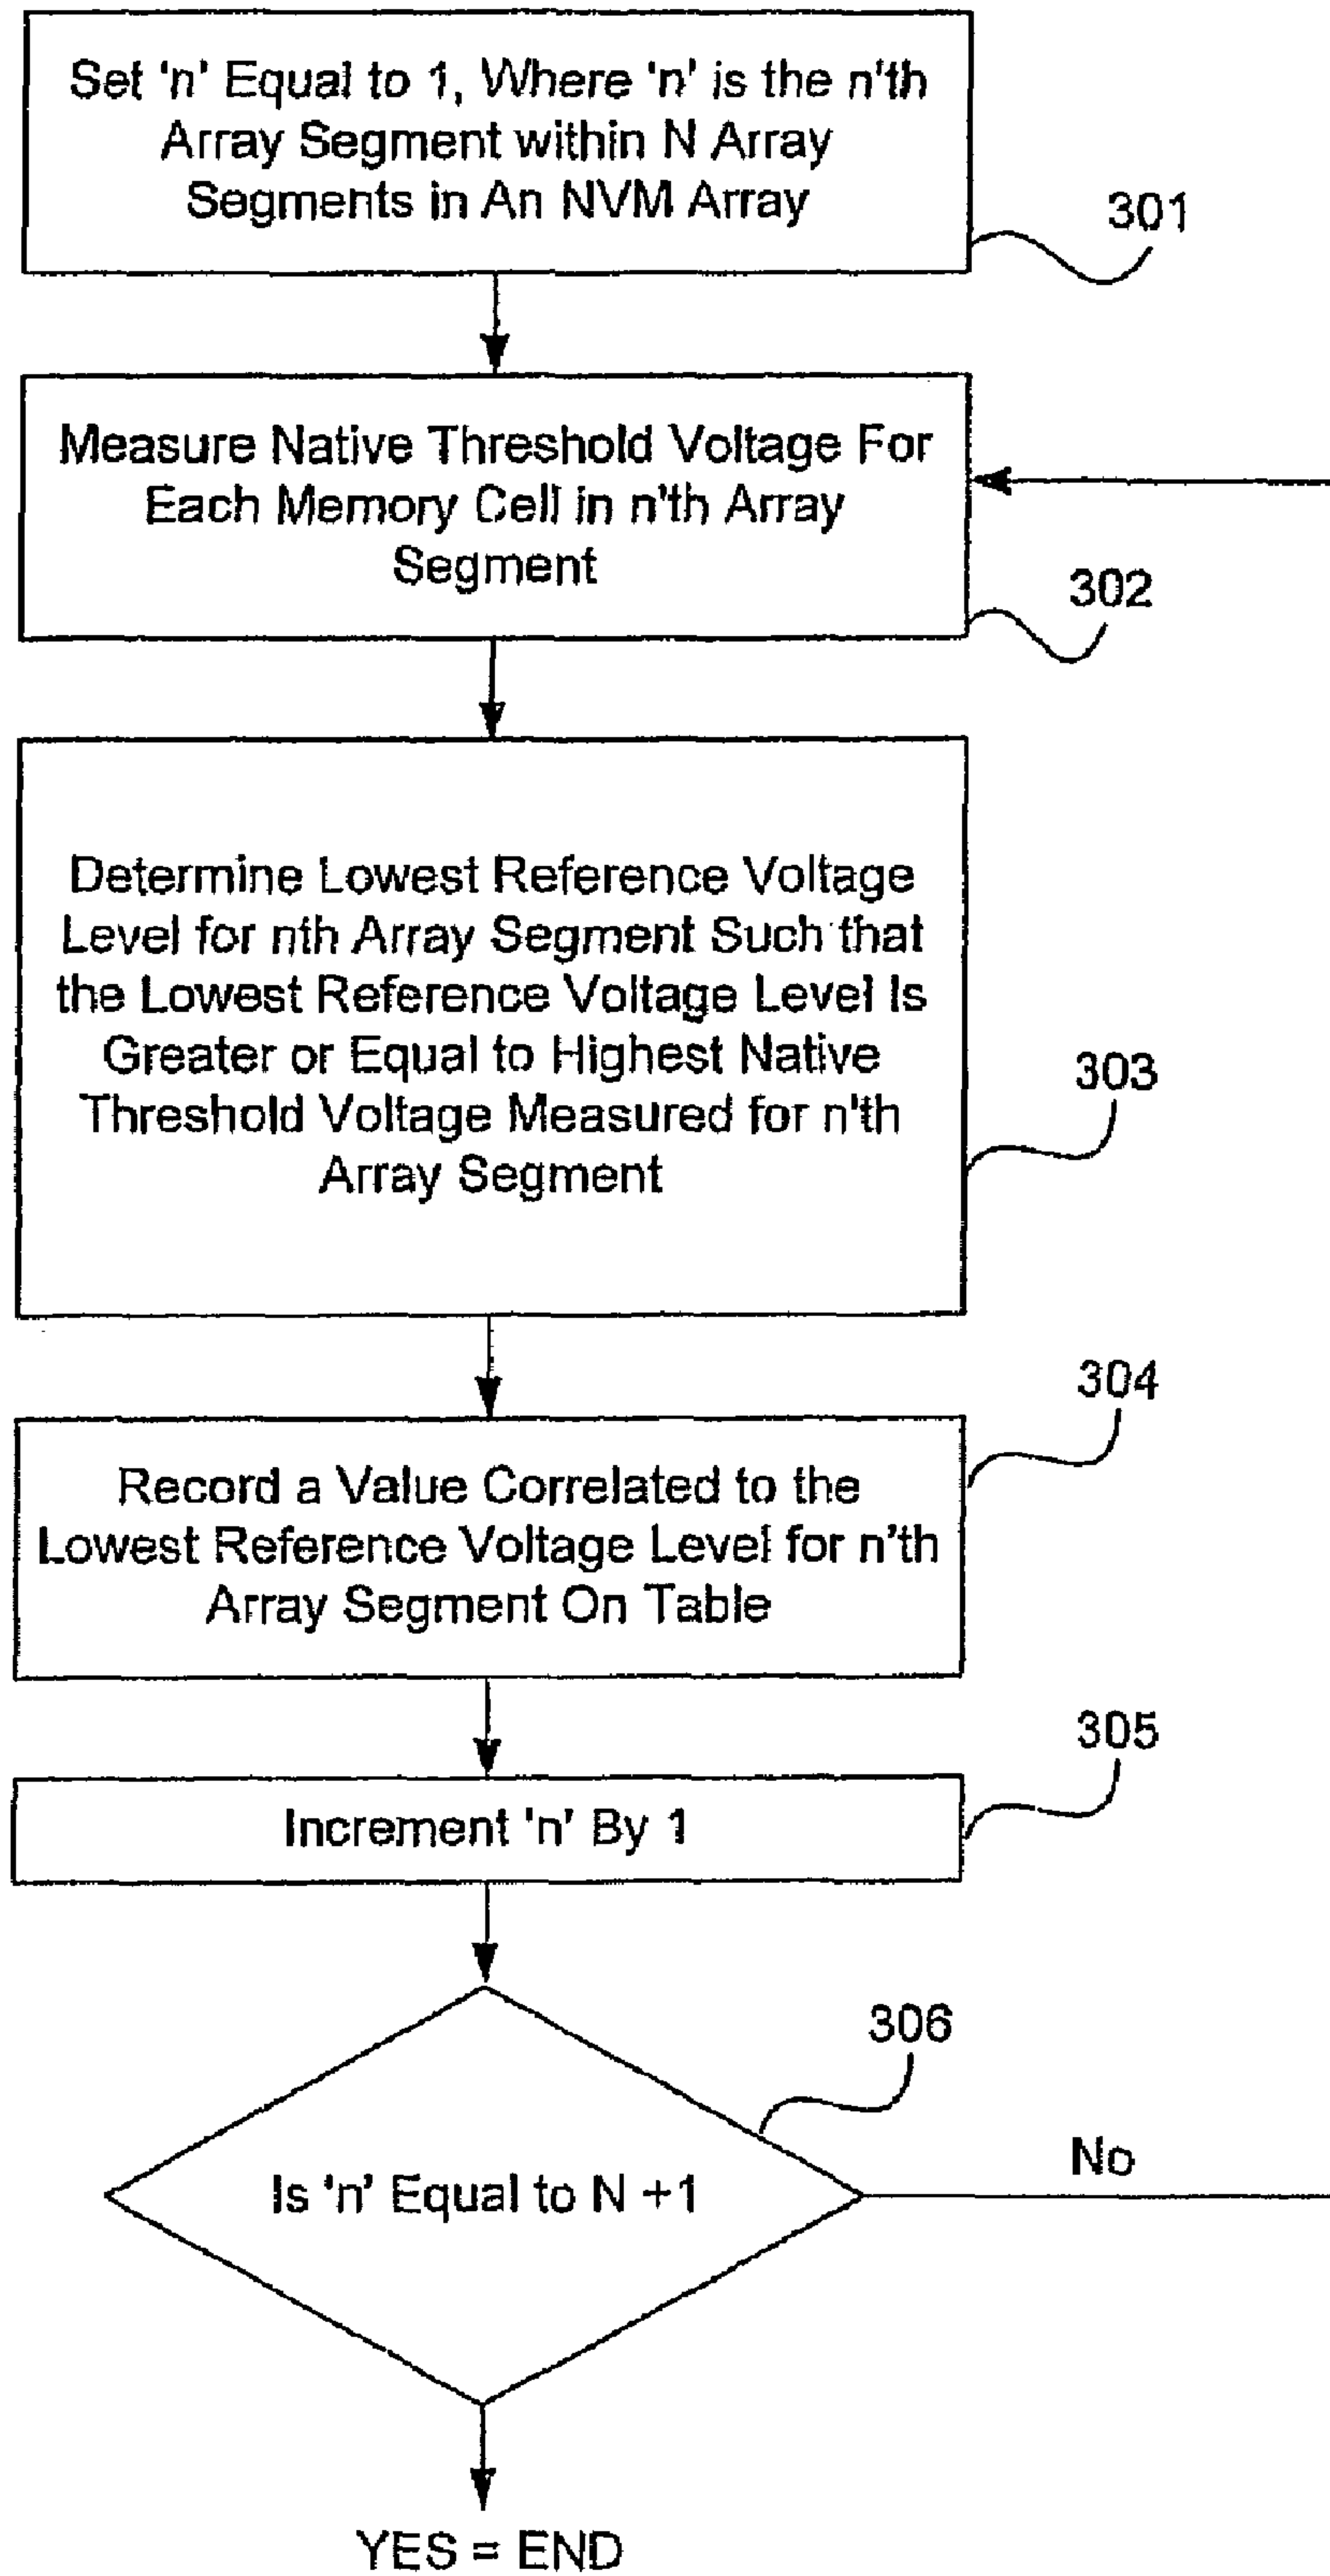 Set 'n' Equal to 1, Where 'n' is the n'th
Array Segment within N Array
Segments in An NVM Array
301
Measure Native Threshold Voltage For
Each Memory Cell in n'th Array
Segment
302
Determine Lowest Reference Voltage
Level for nth Array Segment Such that
the Lowest Reference Voltage Level Is
Greater or Equal to Highest Native
Threshold Voltage Measured for n'th
Array Segment
303
304
Record a Value Correlated to the
Lowest Reference Voltage Level for n'th
Array Segment On Table
305
Increment 'n' By 1
306
Is 'n' Equal to N +1
No
YES = END